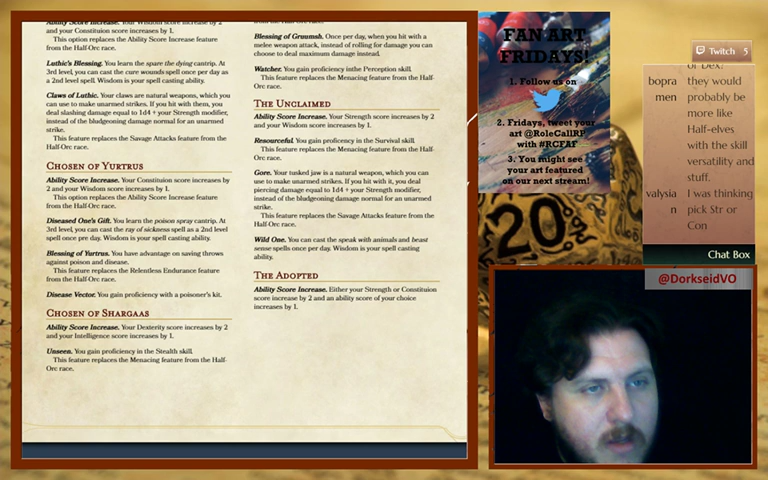 Ability Score Increase. Your Wisdom score increases by 2
and your Constituion score increases by 1.
This option replaces the Ability Score Increase feature
from the Half-Orc race.
Luthic's Blessing. You learn the spare the dying cantrip. At
3rd level, you can cast the cure wounds spell once per day as
a 2nd level spell. Wisdom is your spell casting ability.
Claws of Luthic. Your claws are natural weapons, which you
can use to make unarmed strikes. If you hit with them, you
deal slashing damage equal to 1d4 + your Strength modifier,
instead of the bludgeoning damage normal for an unarmed
strike.
This feature replaces the Savage Attacks feature from the
Half-Orc race.
Chosen of Yurtrus
Ability Score Increase. Your Constituion score increases by
2 and your Wisdom score increases by 1.
This option replaces the Ability Score Increase feature
from the Half-Orc race.
Diseased One's Gift. You learn the poison spray cantrip. At
3rd level, you can cast the ray of sickness spell as a 2nd level
spell once per day. Wisdom is your spell casting ability.
Blessing of Yurtrus. You have advantage on saving throws
against poison and disease.
This feature replaces the Relentless Endurance feature
from the Half-Orc race.
Disease Vector. You gain proficiency with a poisoner's kit.
Chosen of Shargaas
Ability Score Increase. Your Dexterity score increases by 2
and your Intelligence score increases by 1.
Unseen. You gain proficiency in the Stealth skill.
This feature replaces the Menacing feature from the Half-
Orc race.
from the Half-Orc race.
Blessing of Gruumsh. Once per day, when you hit with a
melee weapon attack, instead of rolling for damage you can
choose to deal maximum damage instead.
Watcher. You gain proficiency inthe Perception skill.
This feature replaces the Menacing feature from the Half-
Orc race.
The Unclaimed
Ability Score Increase. Your Strength score increases by 2
and your Wisdom score increases by 1.
Resourceful. You gain proficiency in the Survival skill.
This feature replaces the Menacing feature from the Half-
Orc race.
Gore. Your tusked jaw is a natural weapon, which you can
use to make unarmed strikes. If you hit with it, you deal
piercing damage equal to 1d4 + your Strength modifier,
instead of the bludgeoning damage normal for an unarmed
strike.
This feature replaces the Savage Attacks feature from the
Half-Orc race.
Wild One. You can cast the speak with animals and beast
sense spells once per day. Wisdom is your spell casting
ability.
The Adopted
Ability Score Increase. Either your Strength or Constituion
score increase by 2 and an ability score of your choice
increases by 1.
FAN ART
FRIDAYS!
1. Follow us on
2. Fridays, tweet your
art @RoleCallRP
with #RCFAF
3. You might see
your art featured
on our next stream!
20
Twitch 5
or Dex?
bopra they would
men probably be
more like
Half-elves
with the skill
versatility and
stuff.
valysia I was thinking
n pick Str or
Con
Chat Box
@DorkseidVO